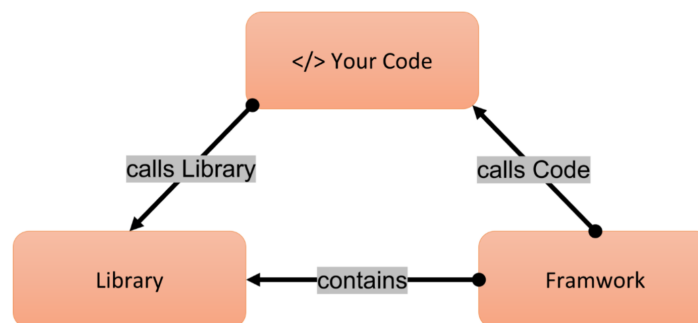 </> Your Code
calls Library
calls Code
Library
contains
Framwork